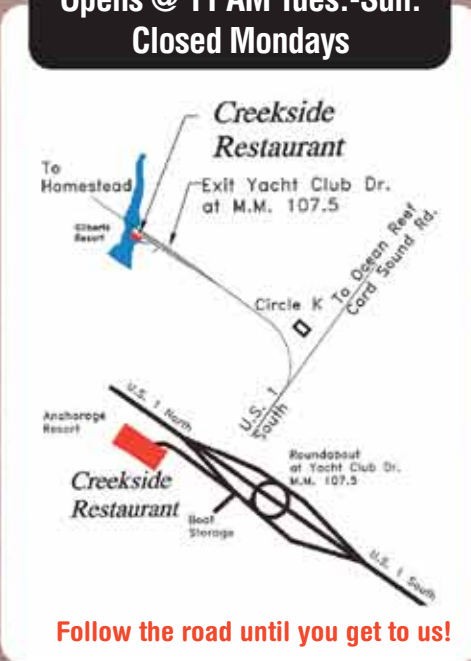 Opens @ 11 AM Tues.-Sun.
Closed Mondays
Creekside
Restaurant
To
Homestead
Exit Yacht Club Dr.
at M.M. 107.5
Gilberts
Resort
To Ocean Reef
Card Sound Rd.
Circle K
U.S. 1
South
U.S. 1 North
Anchorage
Resort
Roundabout
at Yacht Club Dr.
M.M. 107.5
Creekside
Restaurant
Boat
Storage
U.S. 1 South
Follow the road until you get to us!